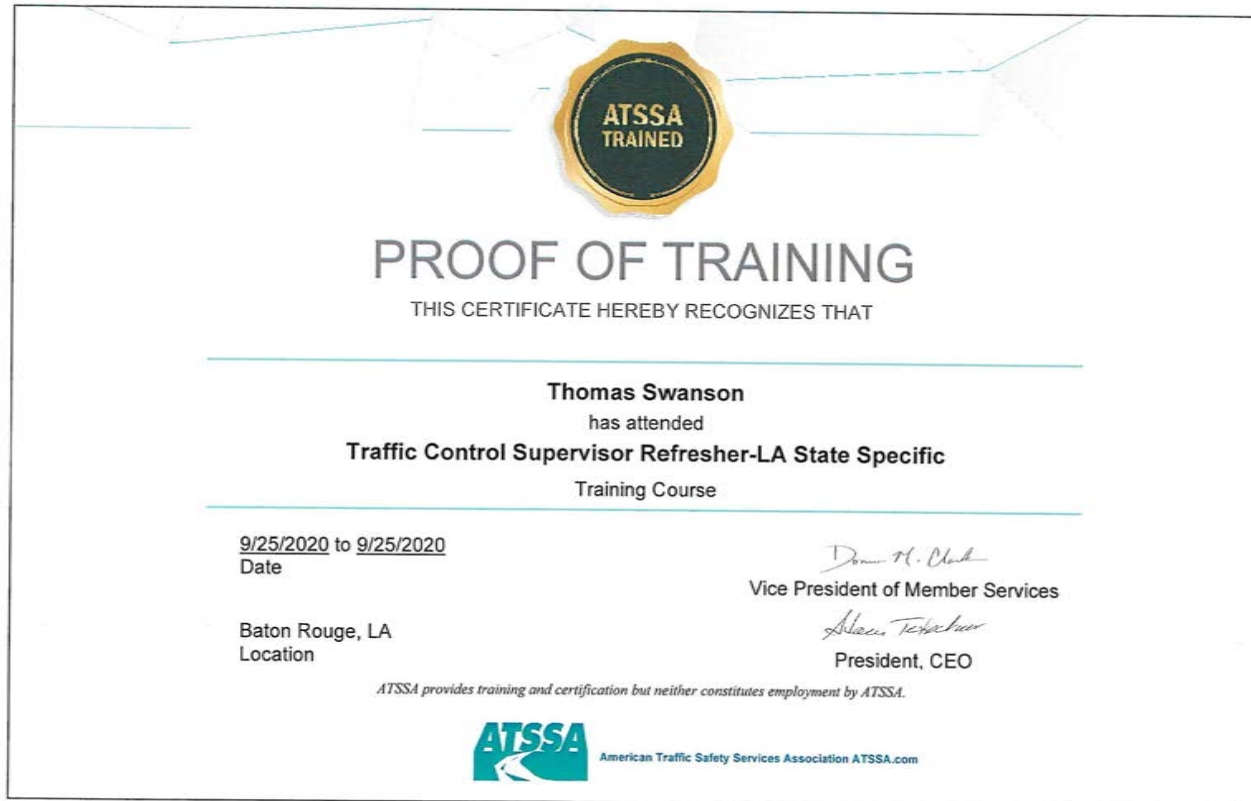 ATSSA
TRAINED
PROOF OF TRAINING
THIS CERTIFICATE HEREBY RECOGNIZES THAT
Thomas Swanson
has attended
Traffic Control Supervisor Refresher-LA State Specific
Training Course
9/25/2020 to 9/25/2020
Date
Donna M. Clark
Vice President of Member Services
Baton Rouge, LA
Location
President, CEO
ATSSA provides training and certification but neither constitutes employment by ATSSA.
ATSSA
American Traffic Safety Services Association ATSSA.com